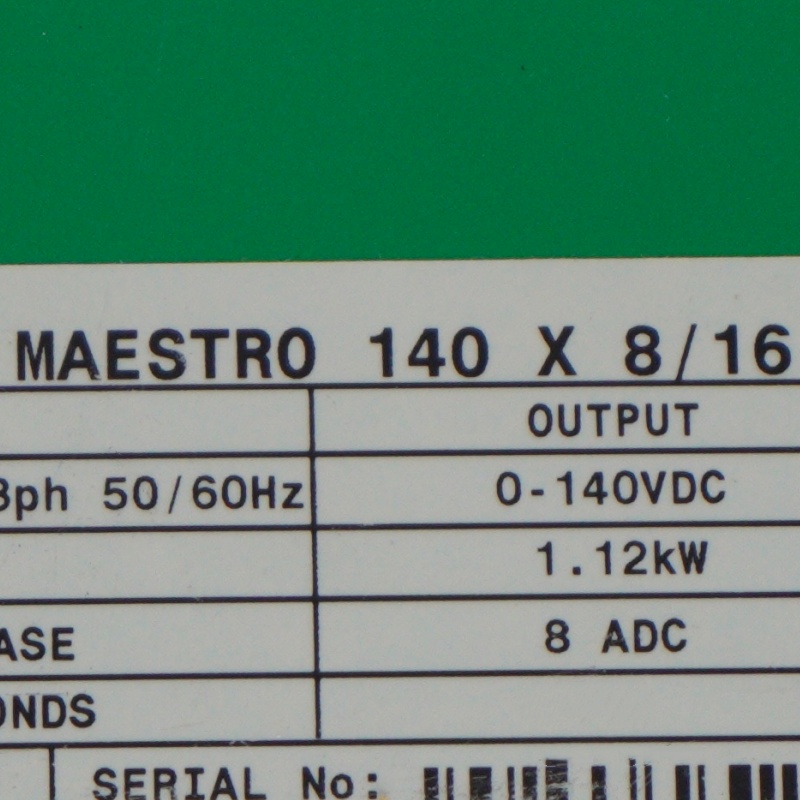 MAESTRO 140 X 8/16
OUTPUT
3ph 50/60Hz 0-140VDC
1.12kW
ASE 8 ADC
ONDS
SERIAL No: